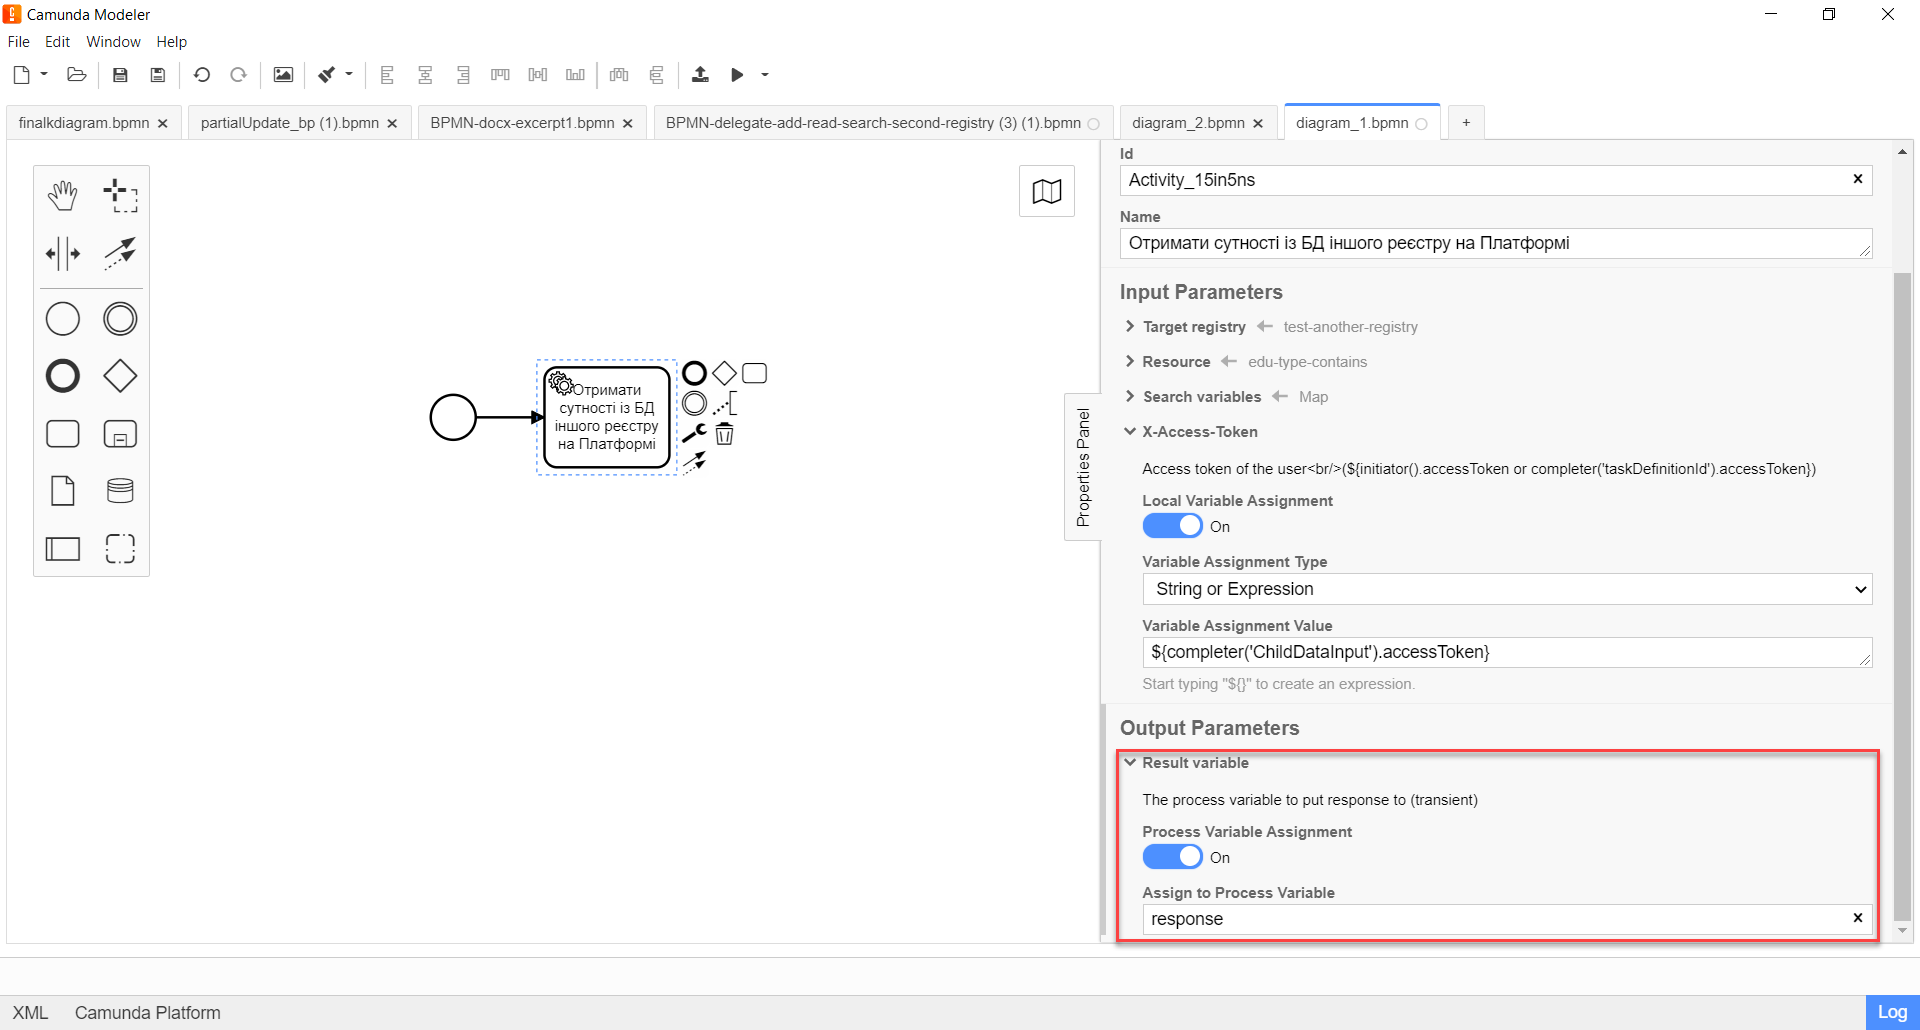 Camunda Modeler
File Edit Window Help
finalkdiagram.bpmn partialUpdate_bp (1).bpmn BPMN-docx-excerpt1.bpmn BPMN-delegate-add-read-search-second-registry (3) (1).bpmn diagram_2.bpmn diagram_1.bpmn +
Отримати
сутності із БД
іншого реєстру
на Платформі
Properties Panel
Id
Activity_15in5ns
Name
Отримати сутності із БД іншого реєстру на Платформі
Input Parameters
Target registry test-another-registry
Resource edu-type-contains
Search variables Map
X-Access-Token
Access token of the user<br/>(${initiator().accessToken or completer('taskDefinitionId').accessToken})
Local Variable Assignment
On
Variable Assignment Type
String or Expression
Variable Assignment Value
${completer('ChildDataInput').accessToken}
Start typing "${}" to create an expression.
Output Parameters
Result variable
The process variable to put response to (transient)
Process Variable Assignment
On
Assign to Process Variable
response
XML Camunda Platform Log